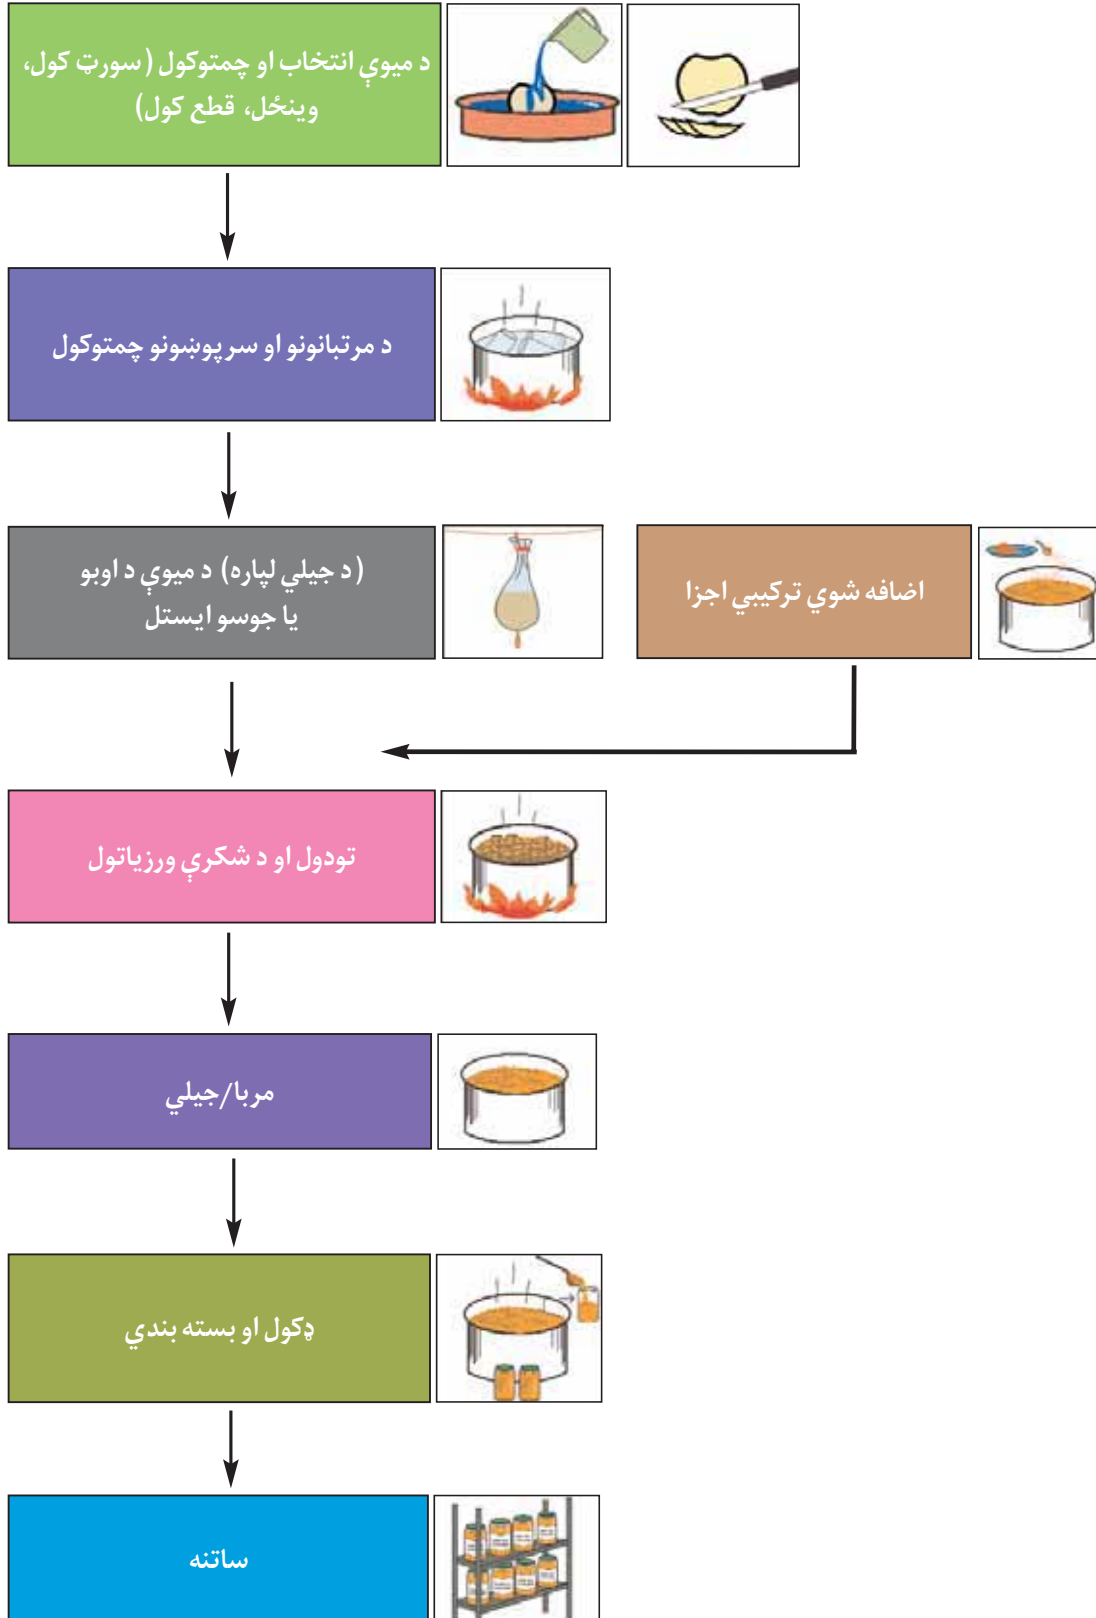 د میوې انتخاب او چمتوکول (سورټ کول،
وینځل، قطع کول)
د مرتبانونو او سرپوښونو چمتوکول
(د جیلي لپاره) د میوې د اوبو
یا جوسو ایستل
اضافه شوي ترکیبي اجزا
تودول او د شکرې ورزیاتول
مربا/جیلي
ډکول او بسته بندي
ساتنه